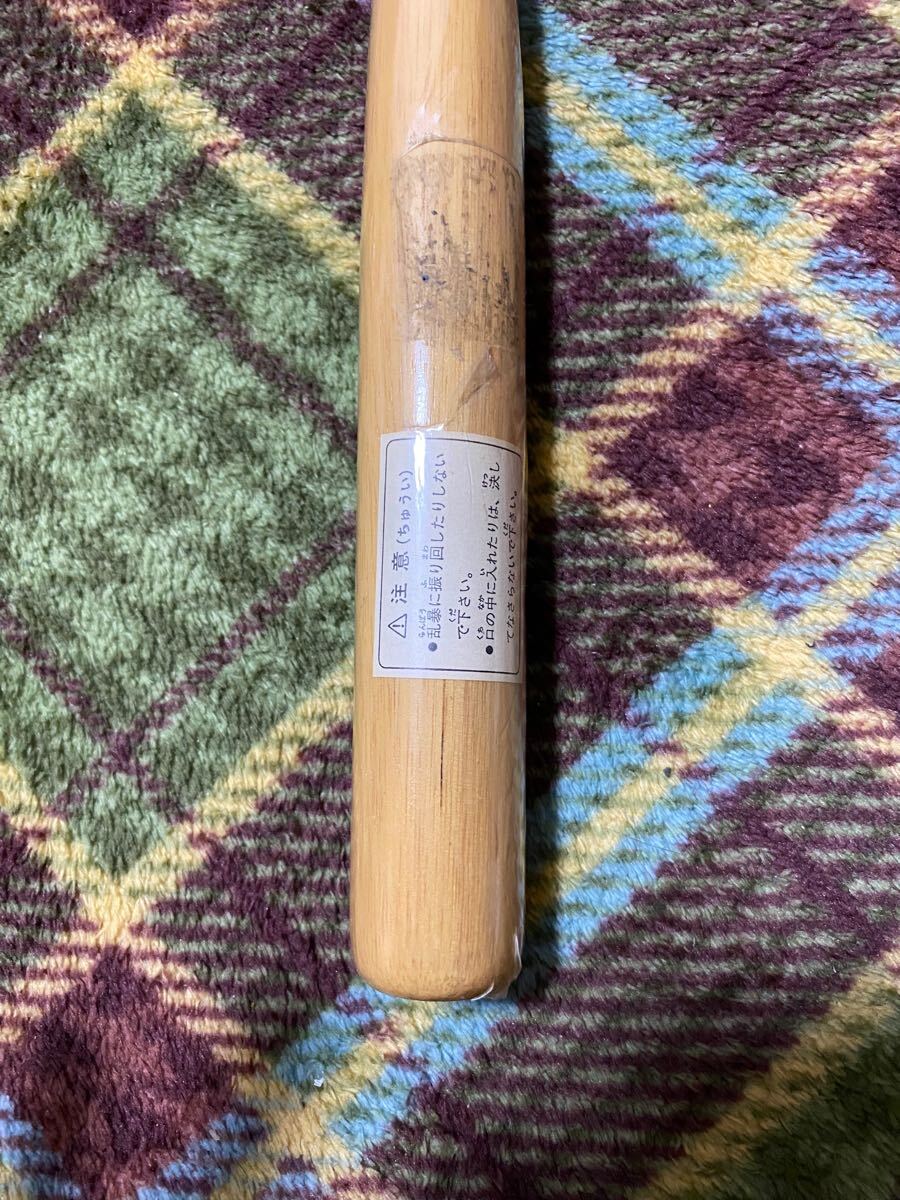 ⚠ 注意(ちゅうい)
●乱暴に振り回したりしない
で下さい。
●口の中に入れたりは、決し
てなさらないで下さい。